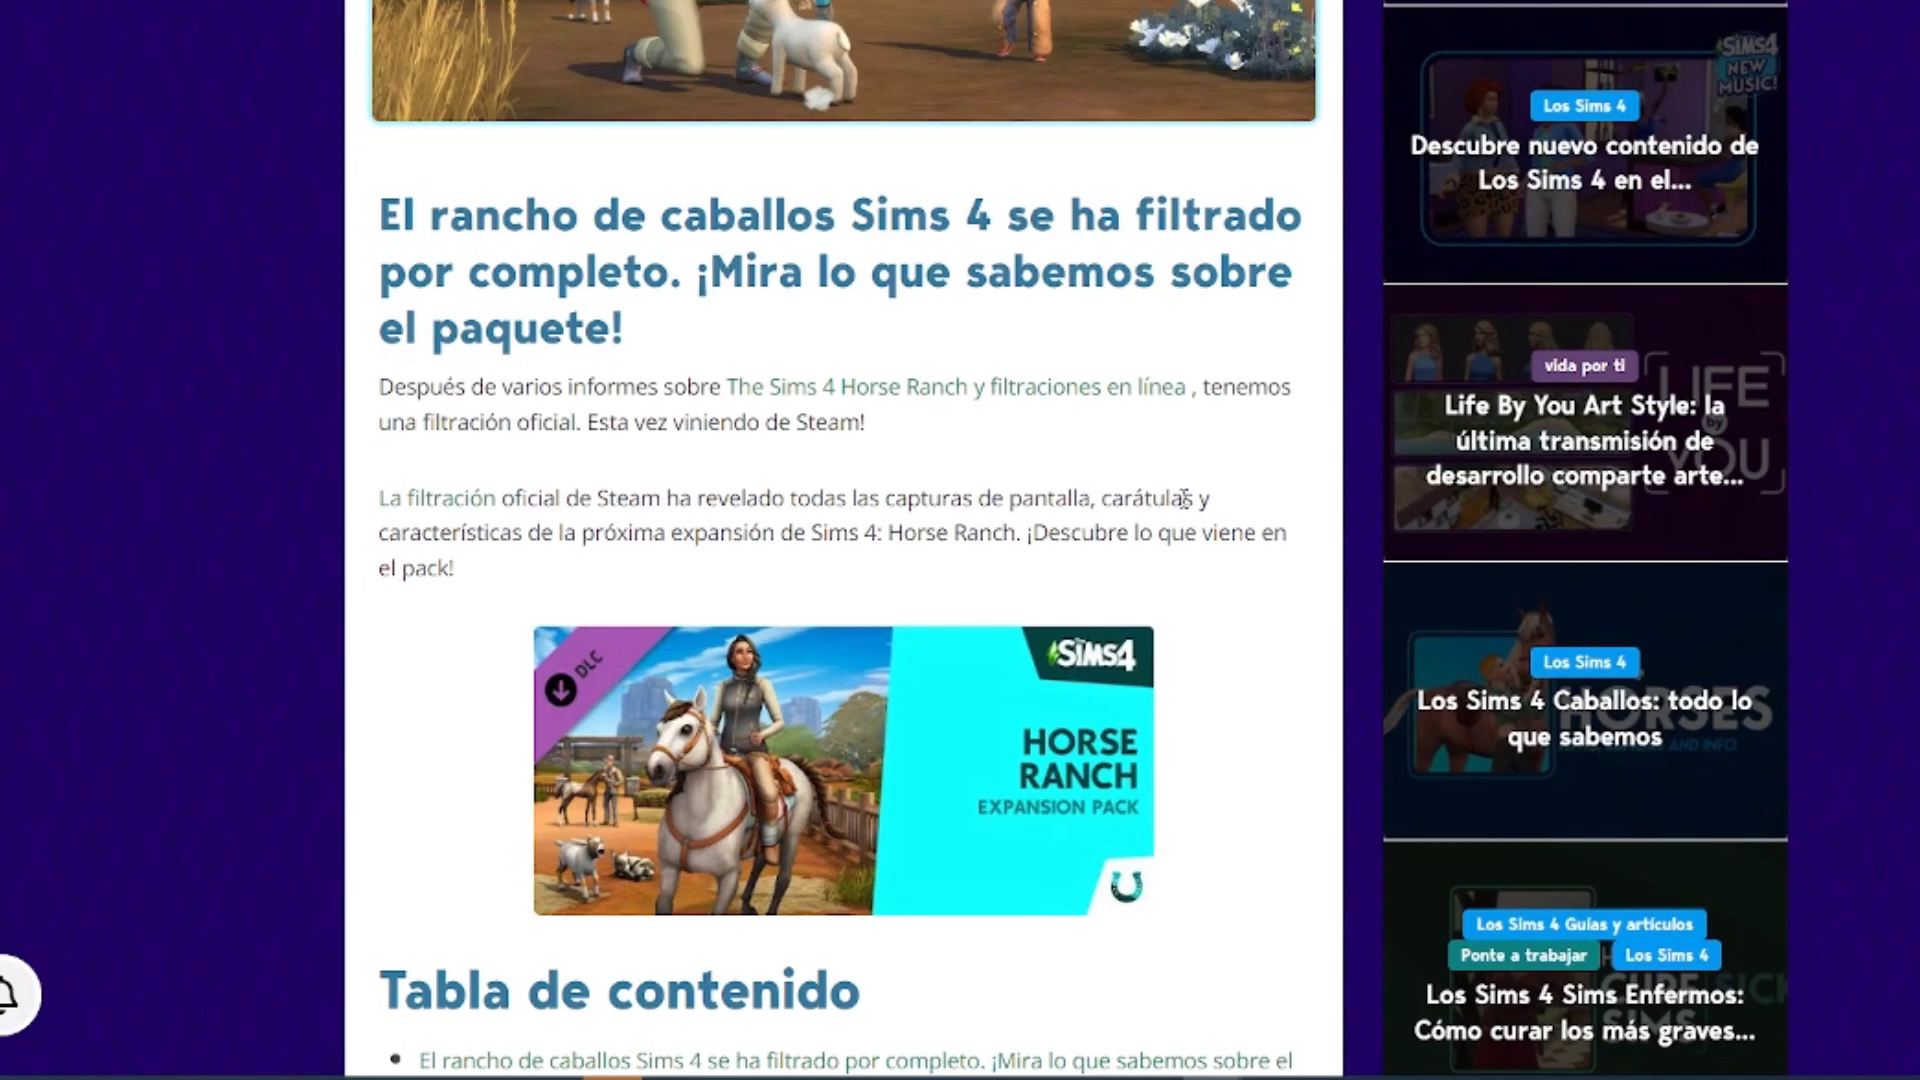 El rancho de caballos Sims 4 se ha filtrado
por completo. ¡Mira lo que sabemos sobre
el paquete!
Después de varios informes sobre The Sims 4 Horse Ranch y filtraciones en línea , tenemos
una filtración oficial. Esta vez viniendo de Steam!
La filtración oficial de Steam ha revelado todas las capturas de pantalla, carátulas y
características de la próxima expansión de Sims 4: Horse Ranch. ¡Descubre lo que viene en
el pack!
DLC
The SIMS4
HORSE
RANCH
EXPANSION PACK
Tabla de contenido
El rancho de caballos Sims 4 se ha filtrado por completo. ¡Mira lo que sabemos sobre el
SIMS4
NEW
MUSIC!
Los Sims 4
Descubre nuevo contenido de
Los Sims 4 en el...
vida por ti
LIFE
by
YOU
Life By You Art Style: la
última transmisión de
desarrollo comparte arte...
Los Sims 4
HORSES
AND INFO
Los Sims 4 Caballos: todo lo
que sabemos
Los Sims 4 Guías y artículos
Ponte a trabajar
Los Sims 4
CURE SICK
SIMS
Los Sims 4 Sims Enfermos:
Cómo curar los más graves...